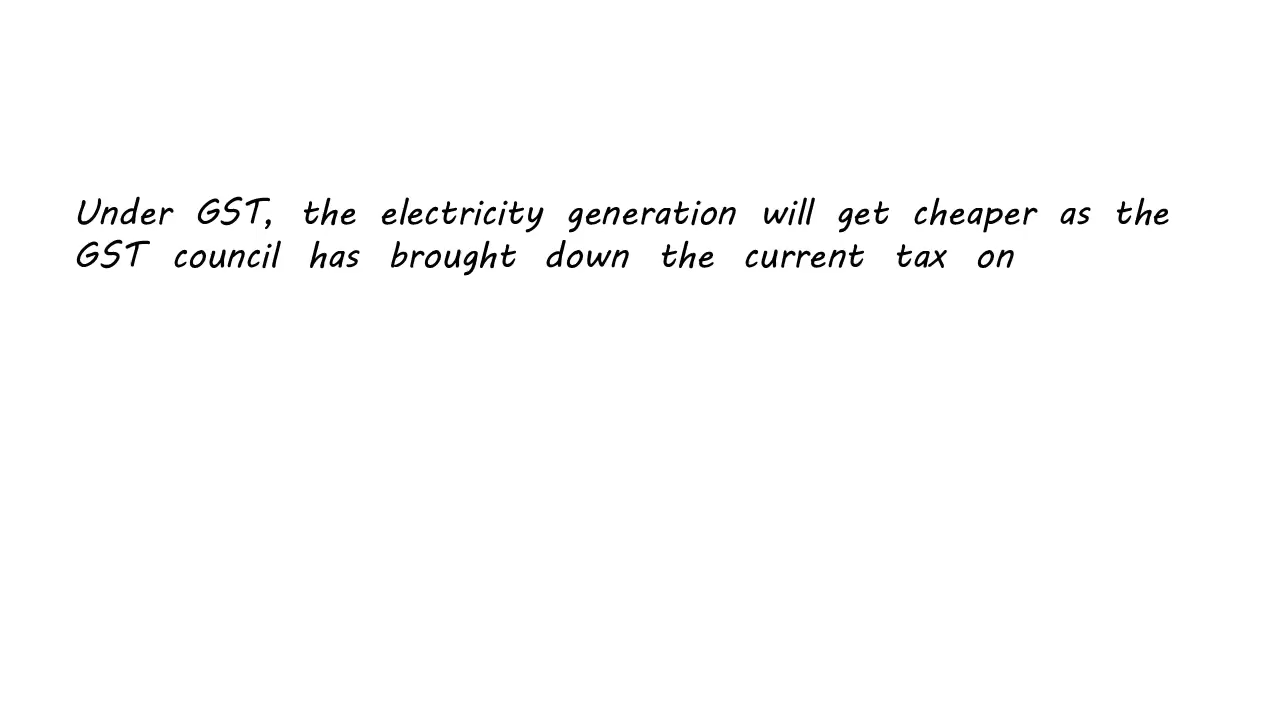 Under GST, the electricity generation will get cheaper as the
GST council has brought down the current tax on